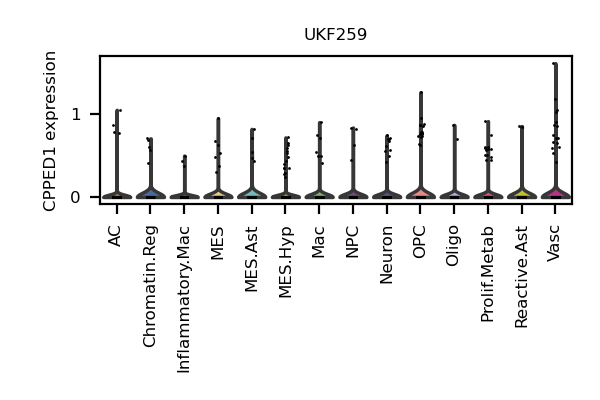 UKF259
CPPED1 expression
1
0
AC
Chromatin.Reg
Inflammatory.Mac
MES
MES.Ast
MES.Hyp
Mac
NPC
Neuron
OPC
Oligo
Prolif.Metab
Reactive.Ast
Vasc